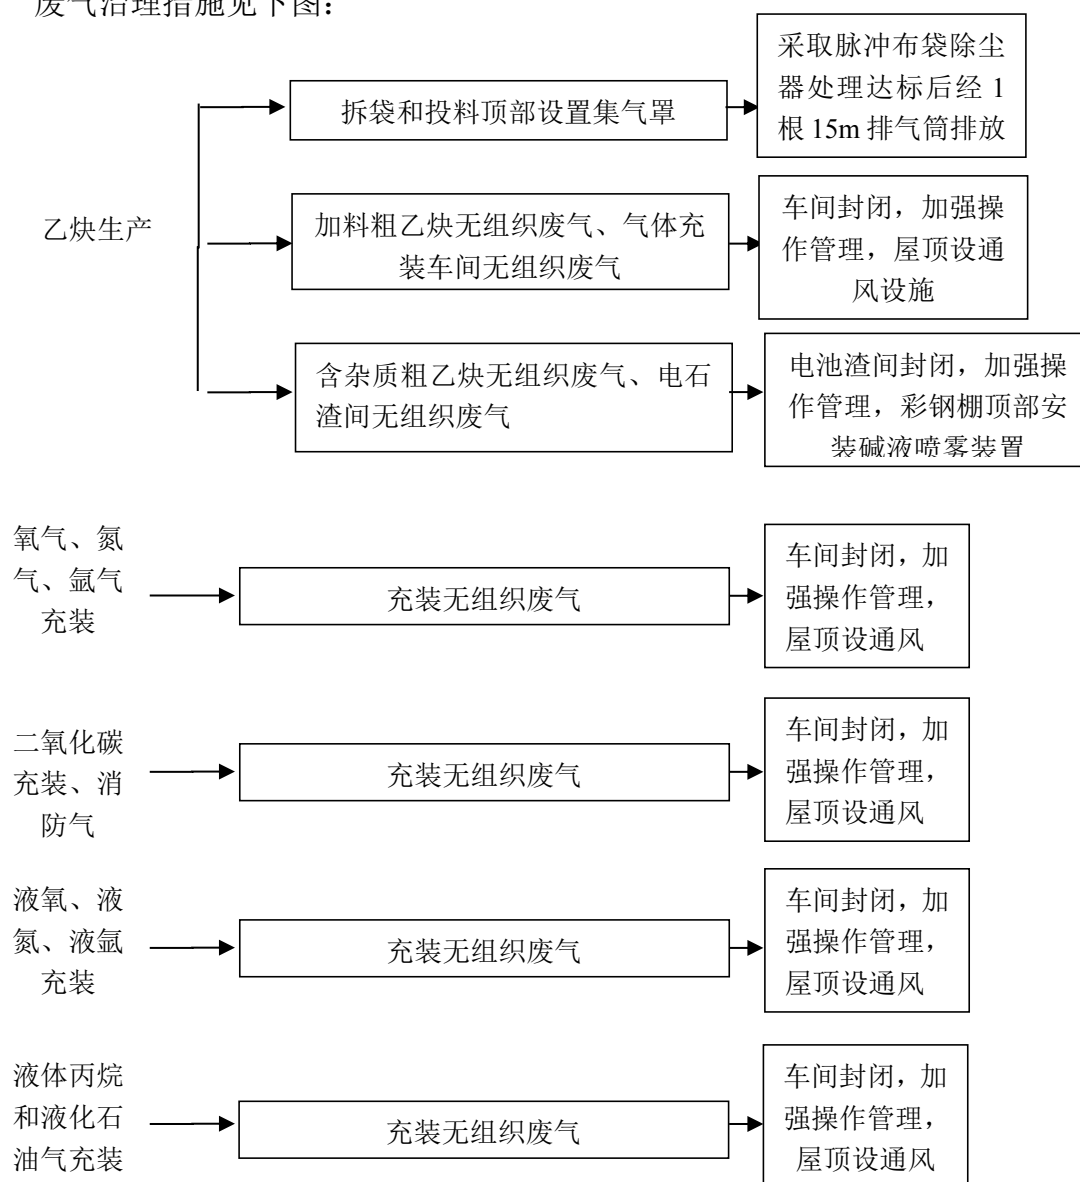 废气治理措施见下图：
采取脉冲布袋除尘
器处理达标后经 1
根 15m 排气筒排放
拆袋和投料顶部设置集气罩
乙炔生产
加料粗乙炔无组织废气、气体充
装车间无组织废气
车间封闭，加强操
作管理，屋顶设通
风设施
含杂质粗乙炔无组织废气、电石
渣间无组织废气
电池渣间封闭，加强操
作管理，彩钢棚顶部安
装碱液喷雾装置
氧气、氮
气、氩气
充装
充装无组织废气
车间封闭，加
强操作管理，
屋顶设通风
二氧化碳
充装、消
防气
充装无组织废气
车间封闭，加
强操作管理，
屋顶设通风
液氧、液
氮、液氩
充装
充装无组织废气
车间封闭，加
强操作管理，
屋顶设通风
液体丙烷
和液化石
油气充装
充装无组织废气
车间封闭，加
强操作管理，
屋顶设通风